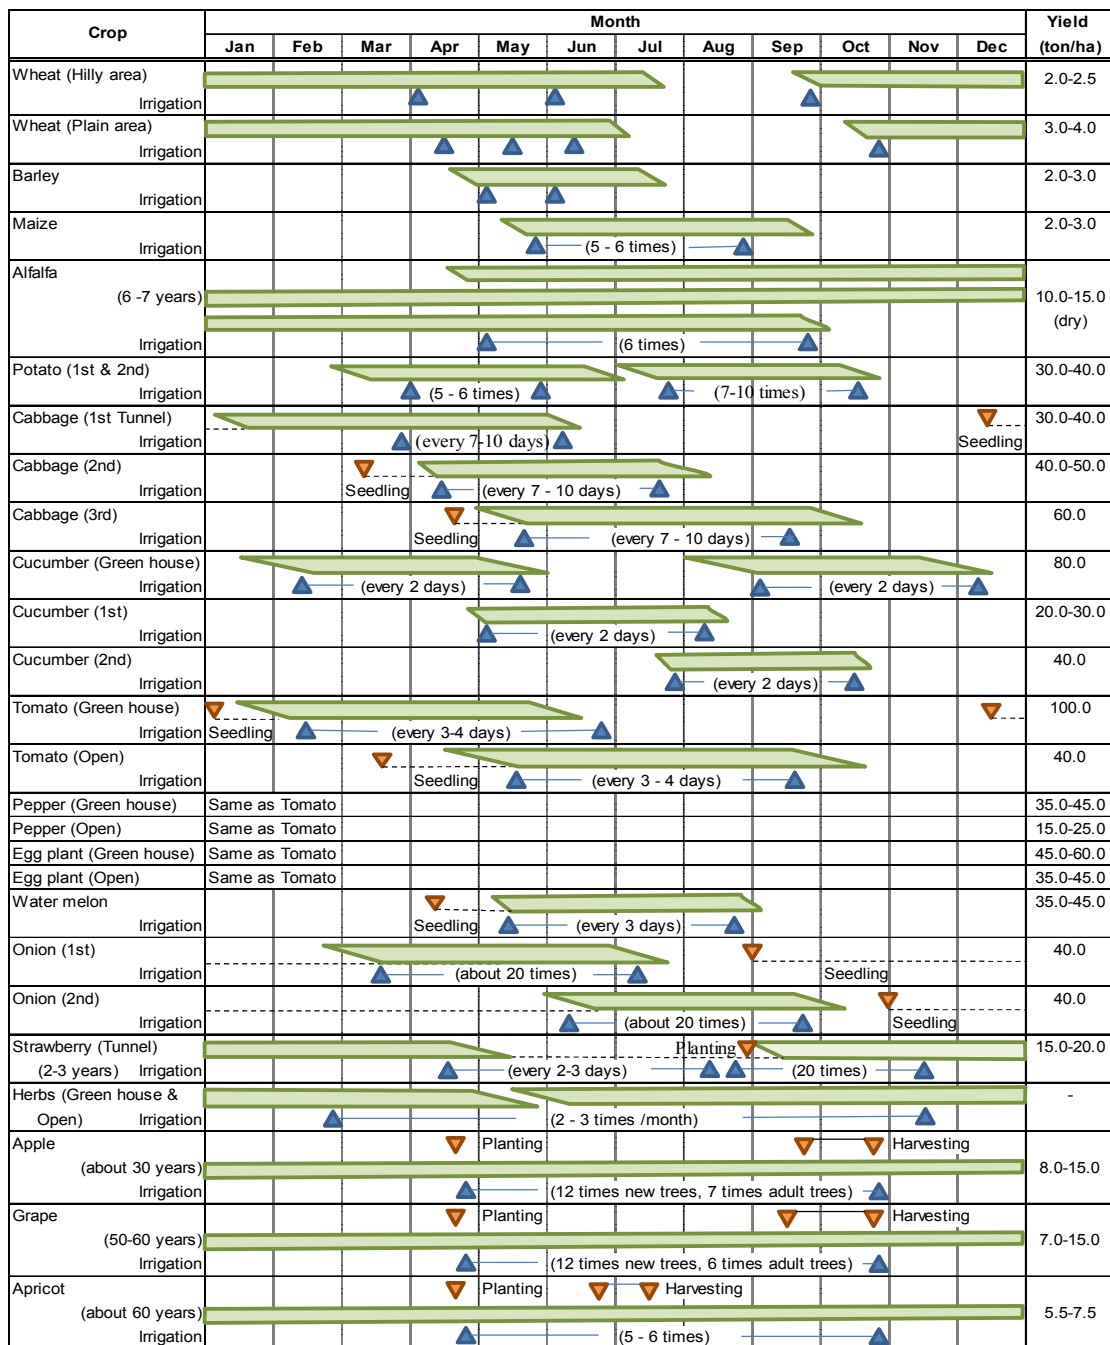 Crop Month Yield
Jan Feb Mar Apr May Jun Jul Aug Sep Oct Nov Dec (ton/ha)
Wheat (Hilly area) 2.0-2.5
Irrigation
Wheat (Plain area) 3.0-4.0
Irrigation
Barley 2.0-3.0
Irrigation
Maize 2.0-3.0
Irrigation (5 - 6 times)
Alfalfa
(6 -7 years) 10.0-15.0
(dry)
Irrigation (6 times)
Potato (1st & 2nd) 30.0-40.0
Irrigation (5 - 6 times) (7-10 times)
Cabbage (1st Tunnel) 30.0-40.0
Irrigation (every 7-10 days) Seedling
Cabbage (2nd) 40.0-50.0
Irrigation Seedling (every 7 - 10 days)
Cabbage (3rd) 60.0
Irrigation Seedling (every 7 - 10 days)
Cucumber (Green house) 80.0
Irrigation (every 2 days) (every 2 days)
Cucumber (1st) 20.0-30.0
Irrigation (every 2 days)
Cucumber (2nd) 40.0
Irrigation (every 2 days)
Tomato (Green house) 100.0
Irrigation Seedling (every 3-4 days)
Tomato (Open) 40.0
Irrigation Seedling (every 3 - 4 days)
Pepper (Green house) Same as Tomato 35.0-45.0
Pepper (Open) Same as Tomato 15.0-25.0
Egg plant (Green house) Same as Tomato 45.0-60.0
Egg plant (Open) Same as Tomato 35.0-45.0
Water melon 35.0-45.0
Irrigation Seedling (every 3 days)
Onion (1st) 40.0
Irrigation (about 20 times) Seedling
Onion (2nd) 40.0
Irrigation (about 20 times) Seedling
Strawberry (Tunnel) Planting 15.0-20.0
(2-3 years) Irrigation (every 2-3 days) (20 times)
Herbs (Green house & -
Open) Irrigation (2 - 3 times /month)
Apple Planting Harvesting
(about 30 years) 8.0-15.0
Irrigation (12 times new trees, 7 times adult trees)
Grape Planting Harvesting
(50-60 years) 7.0-15.0
Irrigation (12 times new trees, 6 times adult trees)
Apricot Planting Harvesting
(about 60 years) 5.5-7.5
Irrigation (5 - 6 times)